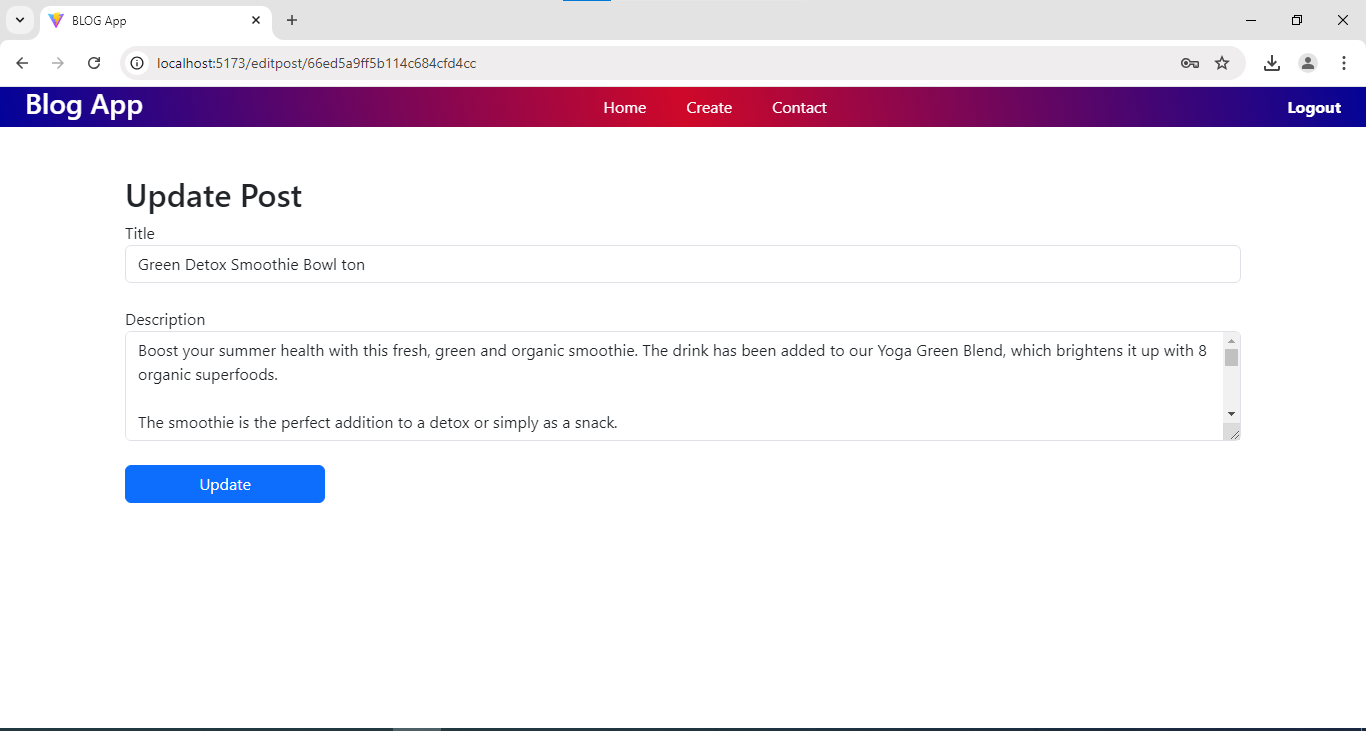 BLOG App
localhost:5173/editpost/66ed5a9ff5b114c684cfd4cc
Blog App Home Create Contact Logout
Update Post
Title
Green Detox Smoothie Bowl ton
Description
Boost your summer health with this fresh, green and organic smoothie. The drink has been added to our Yoga Green Blend, which brightens it up with 8
organic superfoods.
The smoothie is the perfect addition to a detox or simply as a snack.
Update